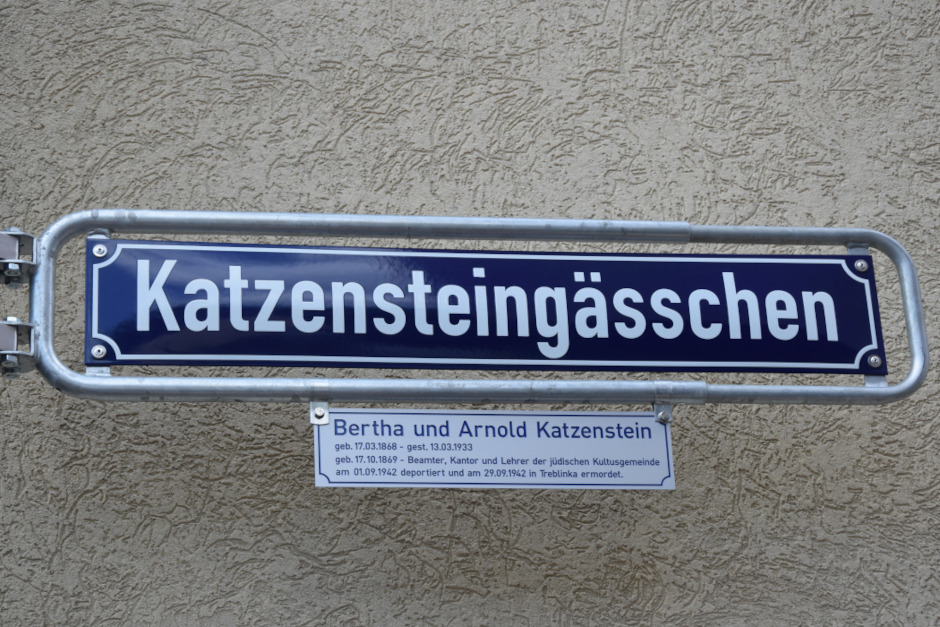 Katzensteingässchen
Bertha und Arnold Katzenstein
geb. 17.03.1868 - gest. 13.03.1933
geb. 17.10.1869 - Beamter, Kantor und Lehrer der jüdischen Kultusgemeinde
am 01.09.1942 deportiert und am 29.09.1942 in Treblinka ermordet.